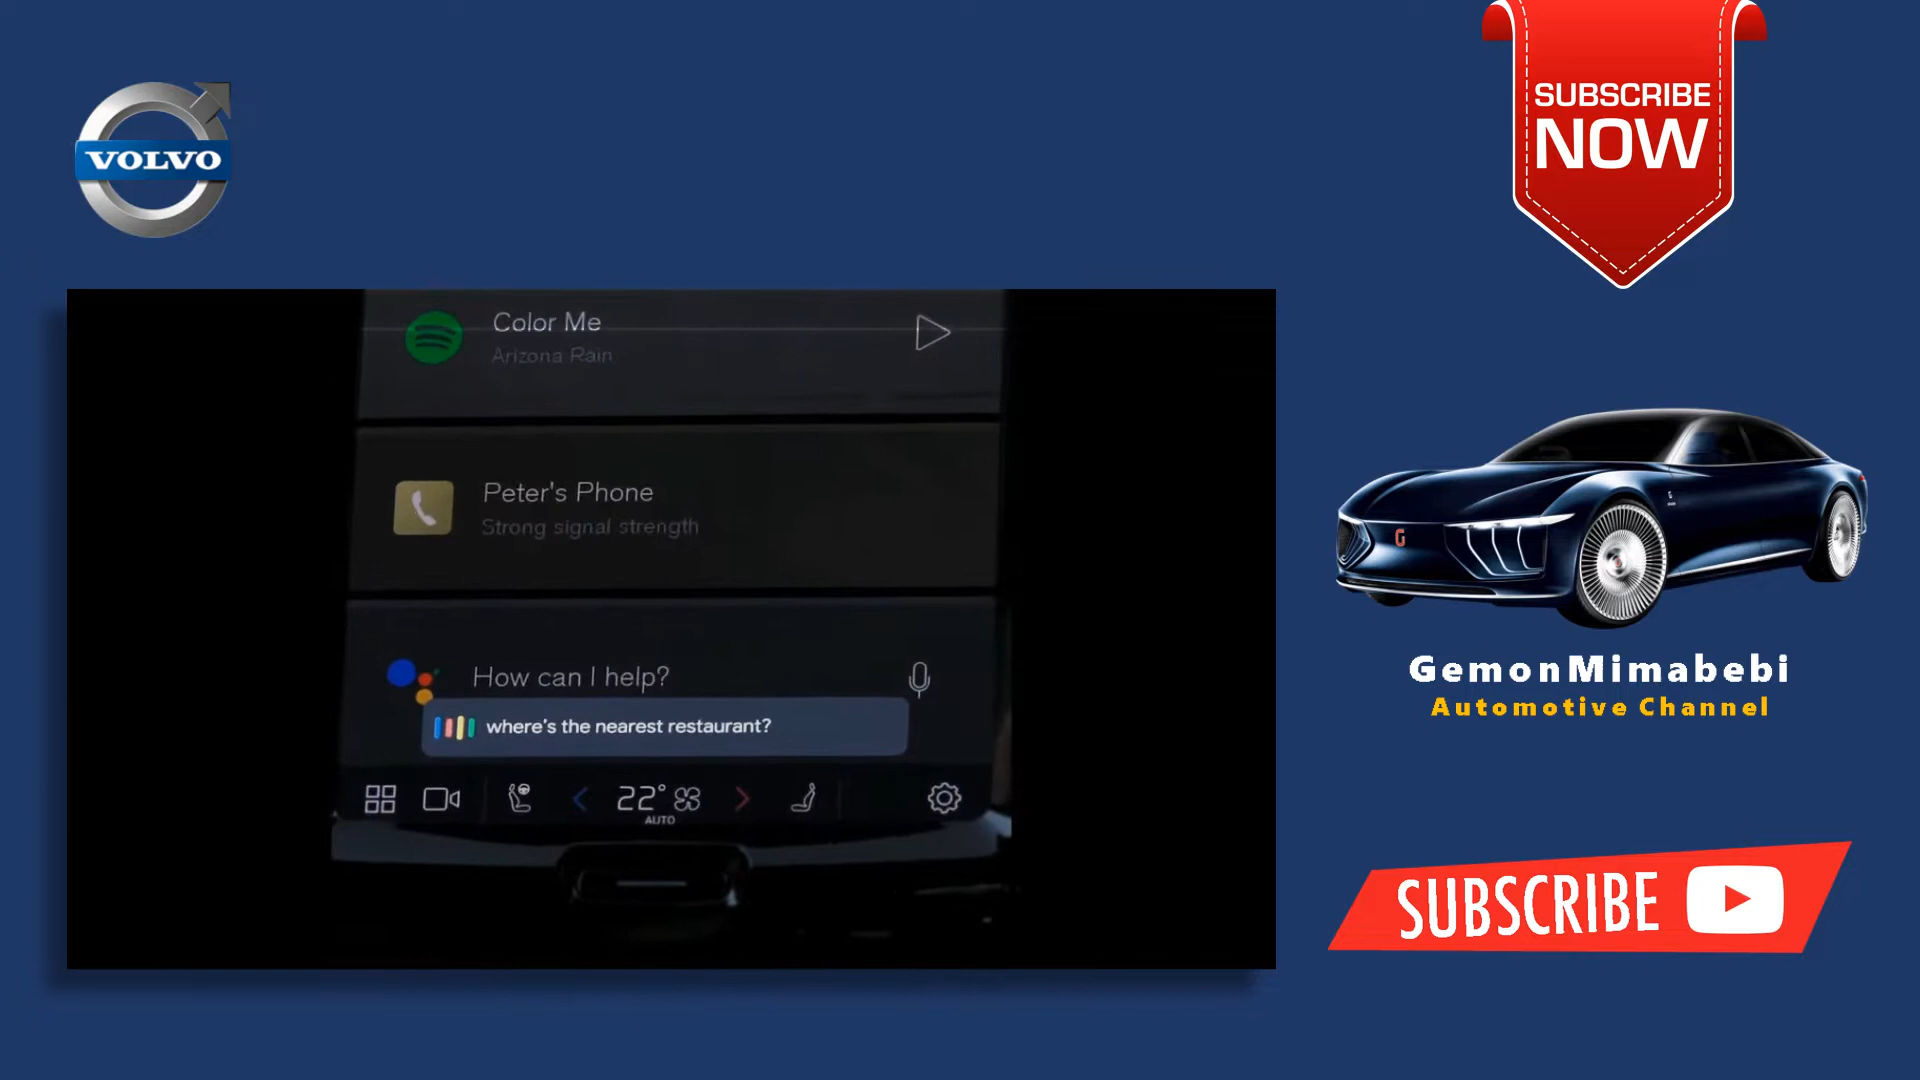 VOLVO
SUBSCRIBE
NOW
Color Me
Arizona Rain
Peter's Phone
Strong signal strength
How can I help?
where's the nearest restaurant?
22°
AUTO
G
GemonMimabebi
Automotive Channel
SUBSCRIBE